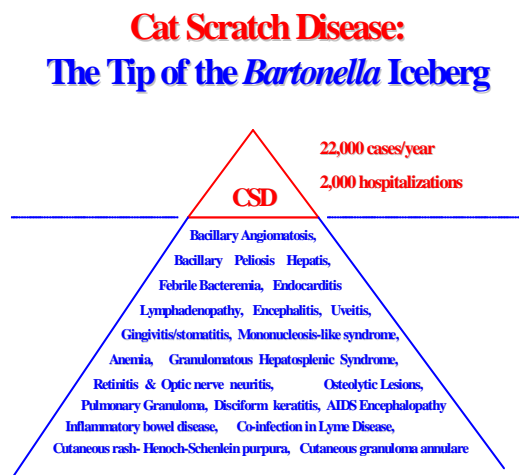 Cat Scratch Disease:
The Tip of the Bartonella Iceberg
22,000 cases/year
2,000 hospitalizations
CSD
Bacillary Angiomatosis,
Bacillary Peliosis Hepatis,
Febrile Bacteremia, Endocarditis
Lymphadenopathy, Encephalitis, Uveitis,
Gingivitis/stomatitis, Mononucleosis-like syndrome,
Anemia, Granulomatous Hepatosplenic Syndrome,
Retinitis & Optic nerve neuritis, Osteolytic Lesions,
Pulmonary Granuloma, Disciform keratitis, AIDS Encephalopathy
Inflammatory bowel disease, Co-infection in Lyme Disease,
Cutaneous rash- Henoch-Schenlein purpura, Cutaneous granuloma annulare